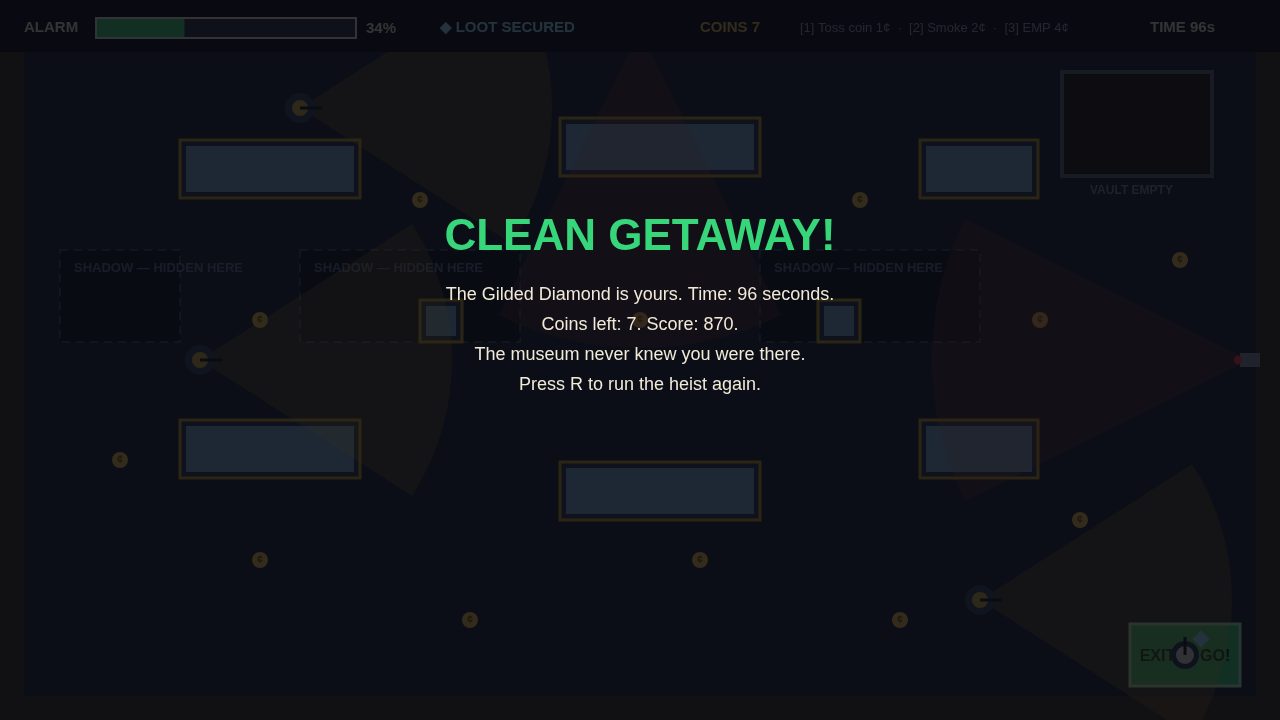 ALARM 34% ◆ LOOT SECURED COINS 7 [1] Toss coin 1¢ · [2] Smoke 2¢ · [3] EMP 4¢ TIME 96s
VAULT EMPTY
CLEAN GETAWAY!
SHADOW — HIDDEN HERE SHADOW — HIDDEN HERE SHADOW — HIDDEN HERE
The Gilded Diamond is yours. Time: 96 seconds.
Coins left: 7. Score: 870.
The museum never knew you were there.
Press R to run the heist again.
EXIT GO!